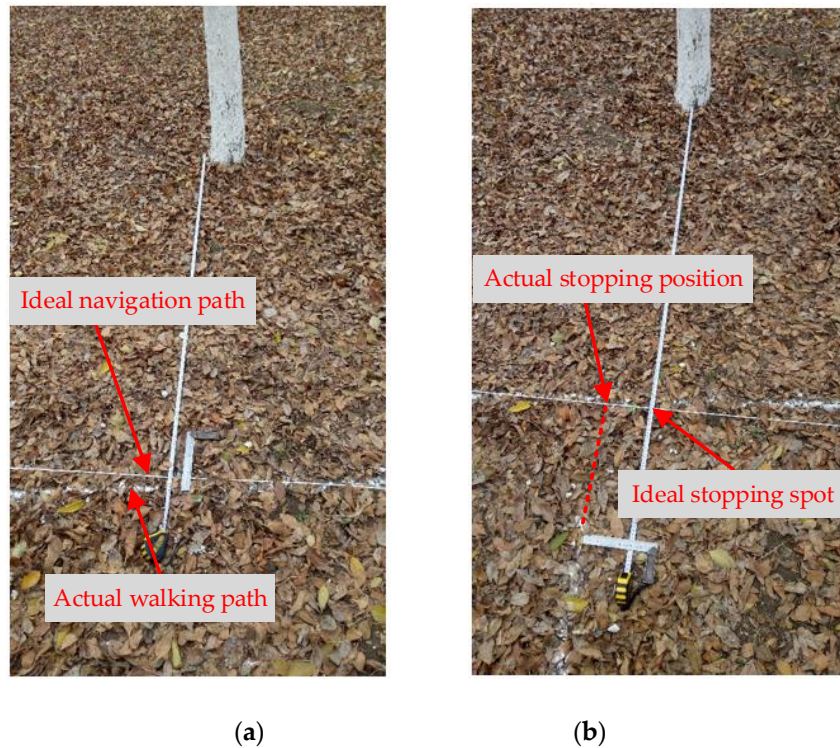 Ideal navigation path
Actual walking path
Actual stopping position
Ideal stopping spot
(a)
(b)